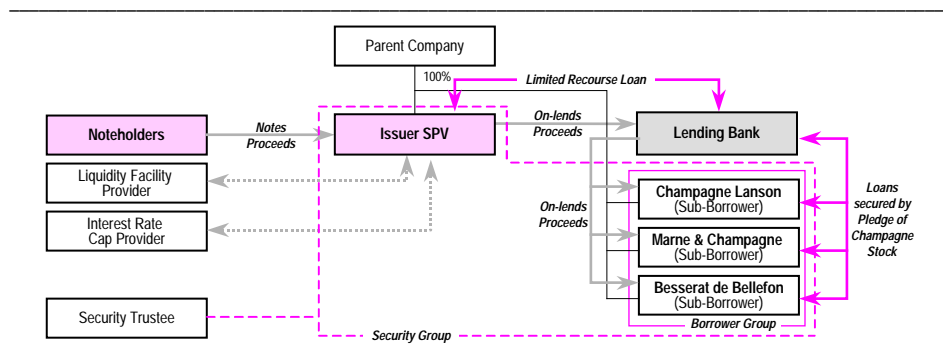 Parent Company
100%
Limited Recourse Loan
Noteholders
Notes
Proceeds
Issuer SPV
On-lends
Proceeds
Lending Bank
Liquidity Facility
Provider
Interest Rate
Cap Provider
On-lends
Proceeds
Champagne Lanson
(Sub-Borrower)
Marne & Champagne
(Sub-Borrower)
Besserat de Bellefon
(Sub-Borrower)
Loans
secured by
Pledge of
Champagne
Stock
Security Trustee
Security Group
Borrower Group